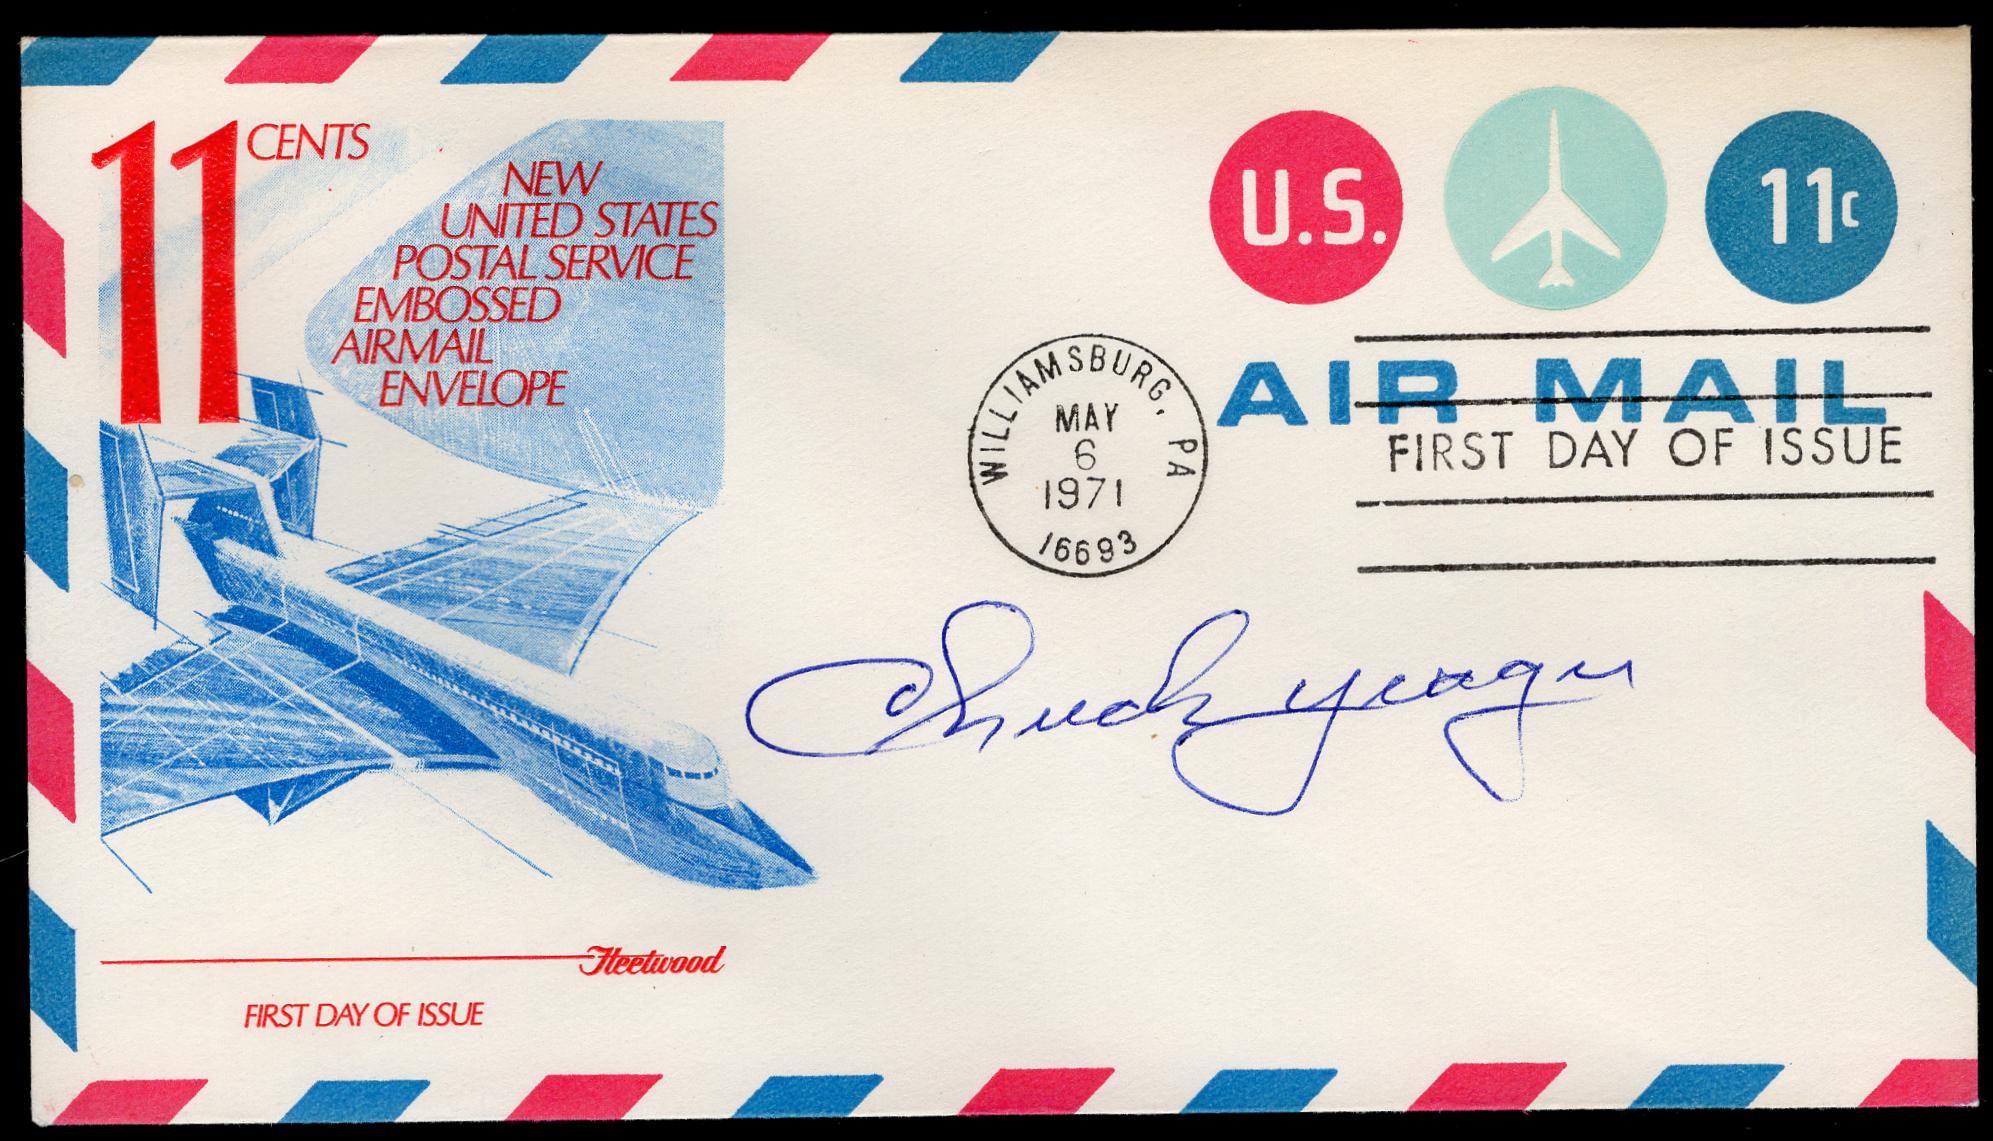 11 CENTS
NEW
UNITED STATES
POSTAL SERVICE
EMBOSSED
AIRMAIL
ENVELOPE
Fleetwood
FIRST DAY OF ISSUE
U.S.
11c
AIR MAIL
FIRST DAY OF ISSUE
WILLIAMSBURG, PA
MAY
6
1971
16693
Chuck Yeager